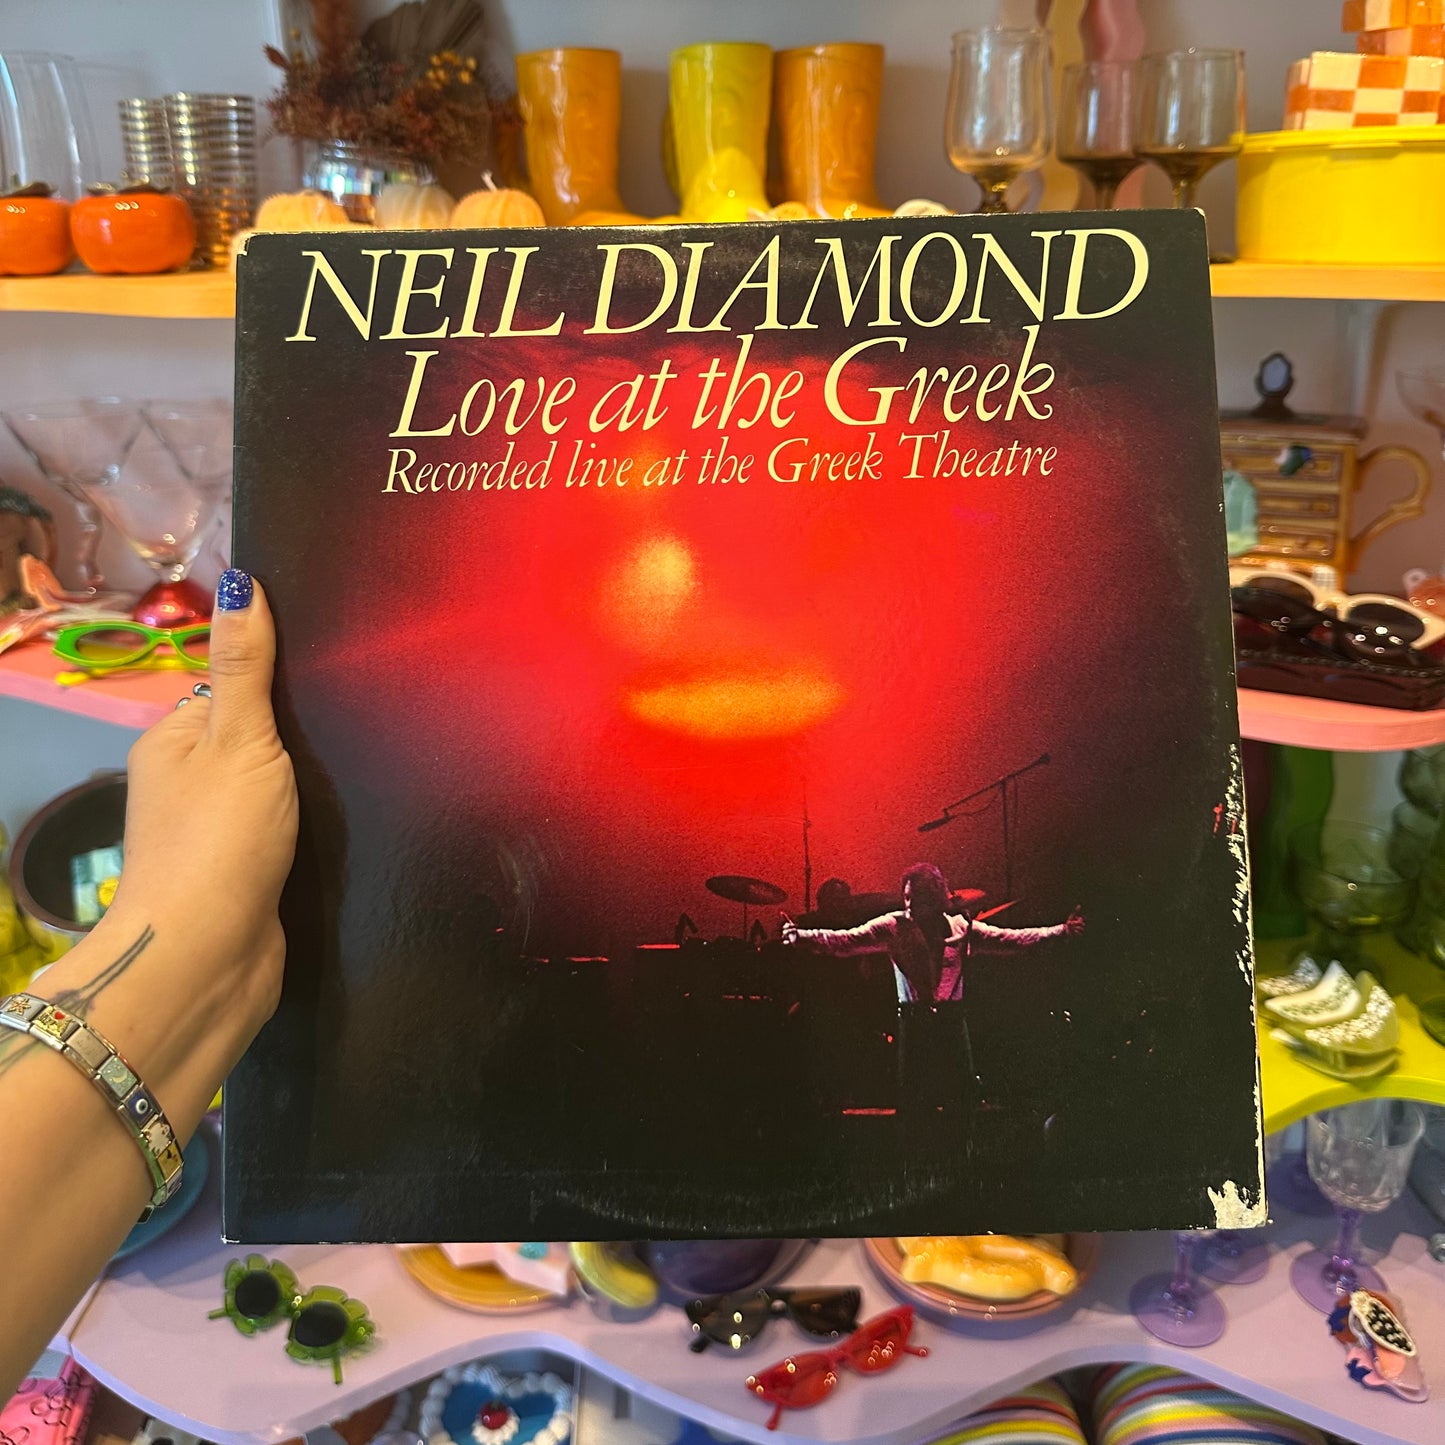 NEIL DIAMOND
Love at the Greek
Recorded live at the Greek Theatre